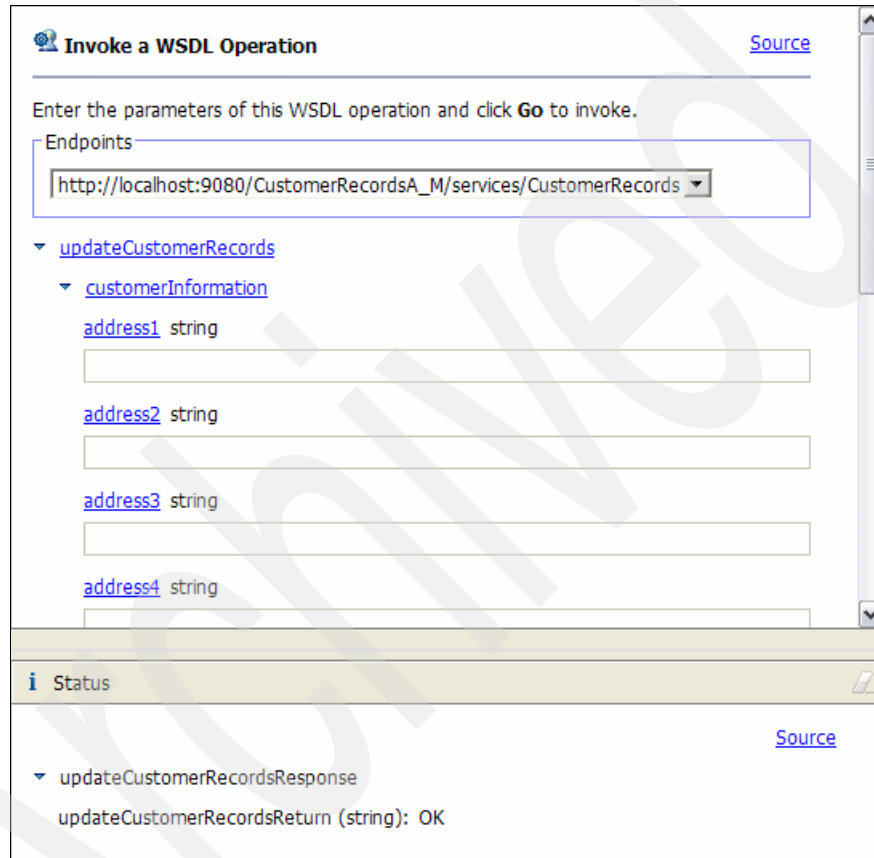 Invoke a WSDL Operation
Source
Enter the parameters of this WSDL operation and click Go to invoke.
Endpoints
http://localhost:9080/CustomerRecordsA_M/services/CustomerRecords
updateCustomerRecords
customerInformation
address1 string
address2 string
address3 string
address4 string
i Status
Source
updateCustomerRecordsResponse
updateCustomerRecordsReturn (string): OK
Archived